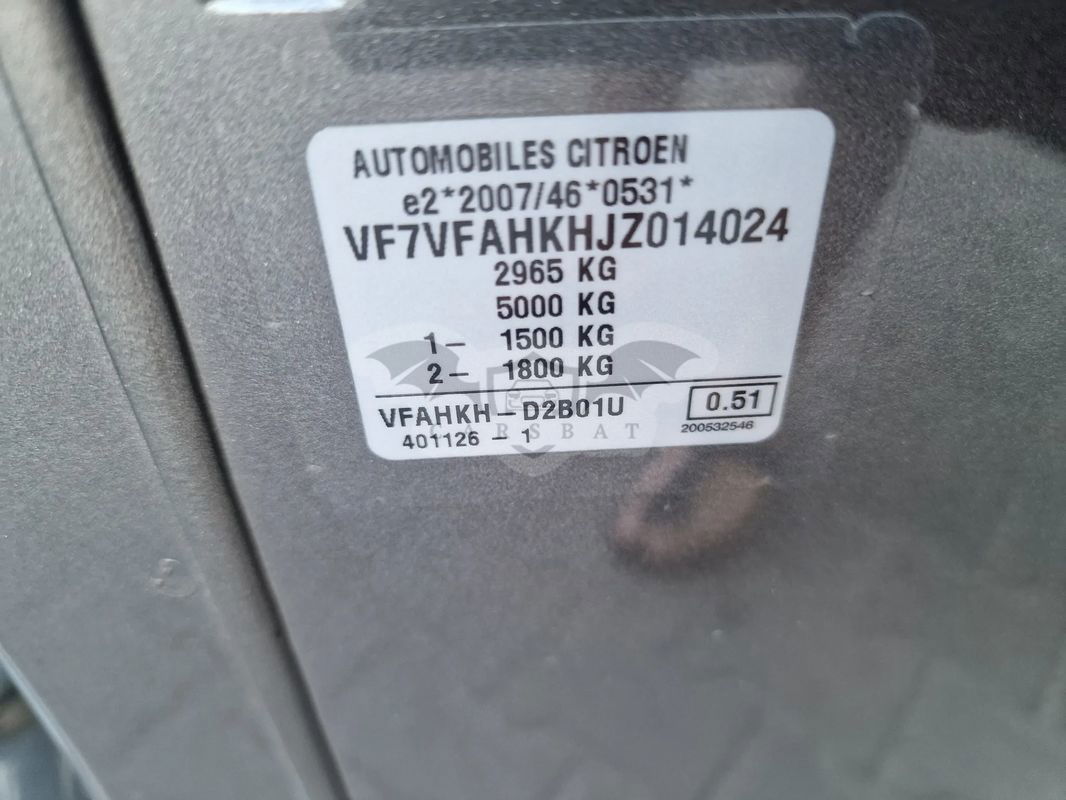 AUTOMOBILES CITROEN
e2*2007/46*0531*
VF7VFAHKHJZ014024
2965 KG
5000 KG
1- 1500 KG
2- 1800 KG
VFAHKH-D2B01U
0.51
401126-1
200532546
CARSBAT